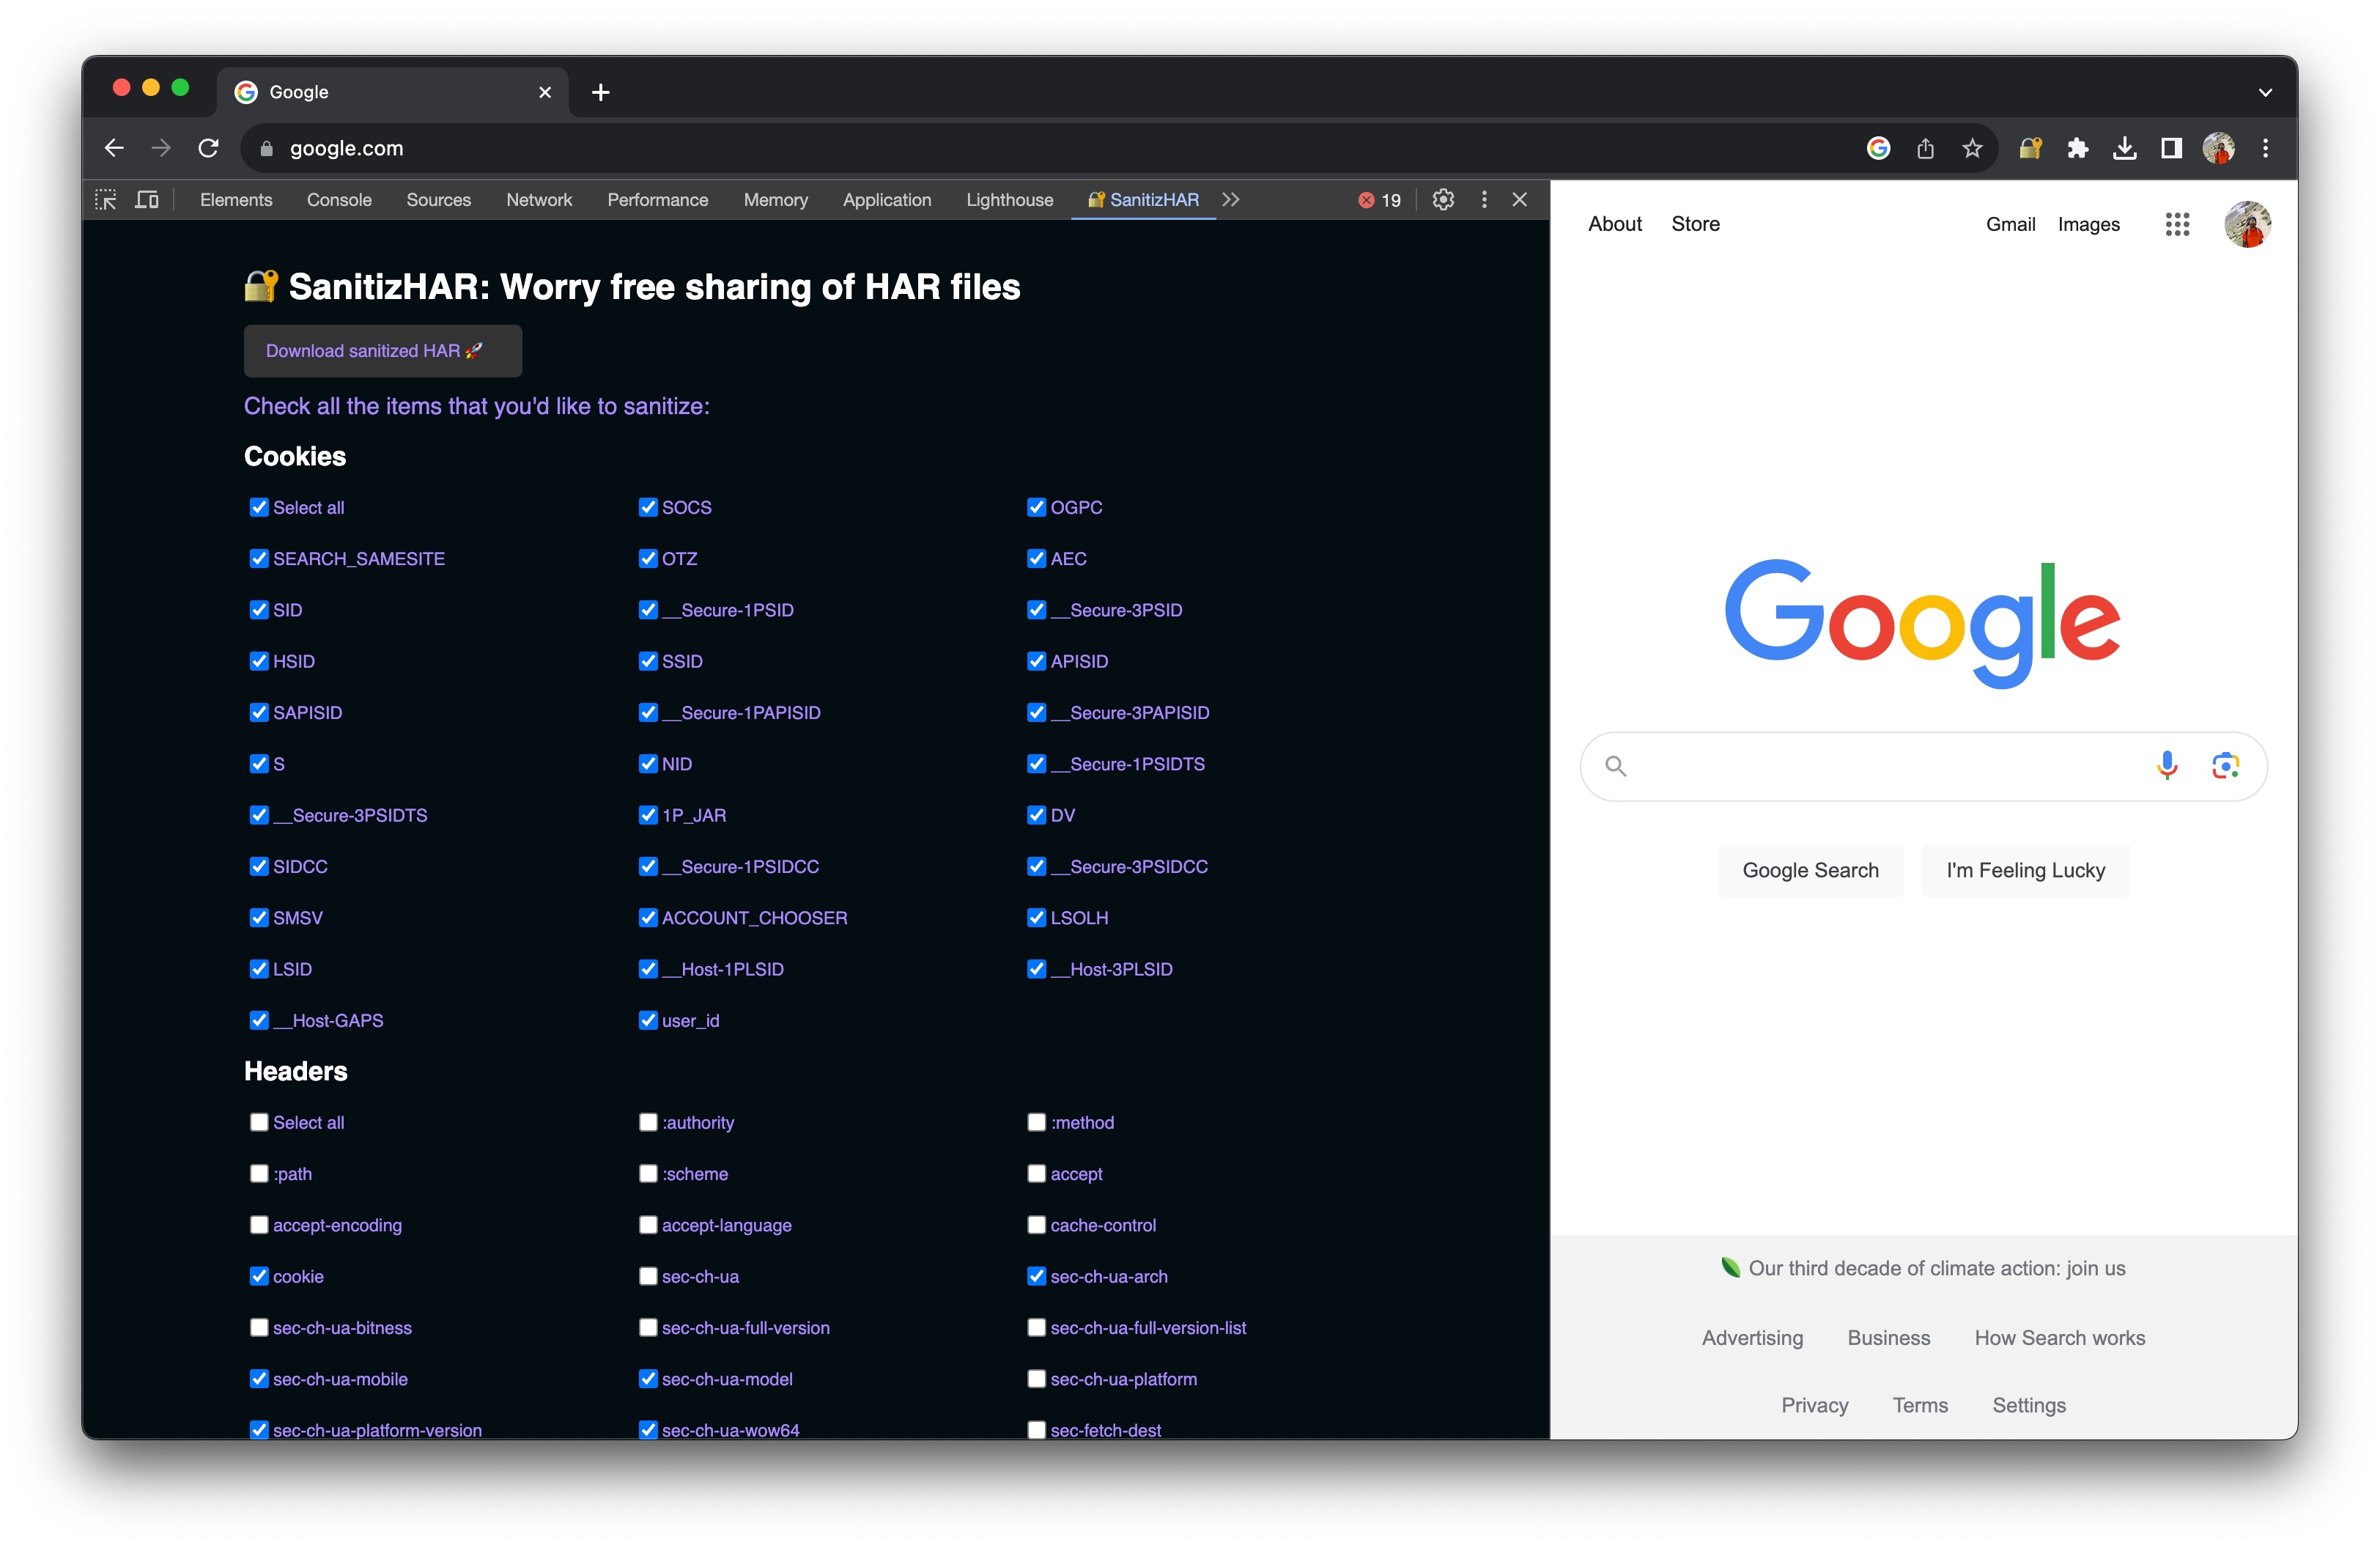 Google
google.com
Elements Console Sources Network Performance Memory Application Lighthouse 🔐 SanitizHAR 19
🔐 SanitizHAR: Worry free sharing of HAR files
Download sanitized HAR 🚀
Check all the items that you'd like to sanitize:
Cookies
Select all SOCS OGPC
SEARCH_SAMESITE OTZ AEC
SID __Secure-1PSID __Secure-3PSID
HSID SSID APISID
SAPISID __Secure-1PAPISID __Secure-3PAPISID
S NID __Secure-1PSIDTS
__Secure-3PSIDTS 1P_JAR DV
SIDCC __Secure-1PSIDCC __Secure-3PSIDCC
SMSV ACCOUNT_CHOOSER LSOLH
LSID __Host-1PLSID __Host-3PLSID
__Host-GAPS user_id
Headers
Select all :authority :method
:path :scheme accept
accept-encoding accept-language cache-control
cookie sec-ch-ua sec-ch-ua-arch
sec-ch-ua-bitness sec-ch-ua-full-version sec-ch-ua-full-version-list
sec-ch-ua-mobile sec-ch-ua-model sec-ch-ua-platform
sec-ch-ua-platform-version sec-ch-ua-wow64 sec-fetch-dest
About Store Gmail Images
Google
Google Search I'm Feeling Lucky
Our third decade of climate action: join us
Advertising Business How Search works
Privacy Terms Settings